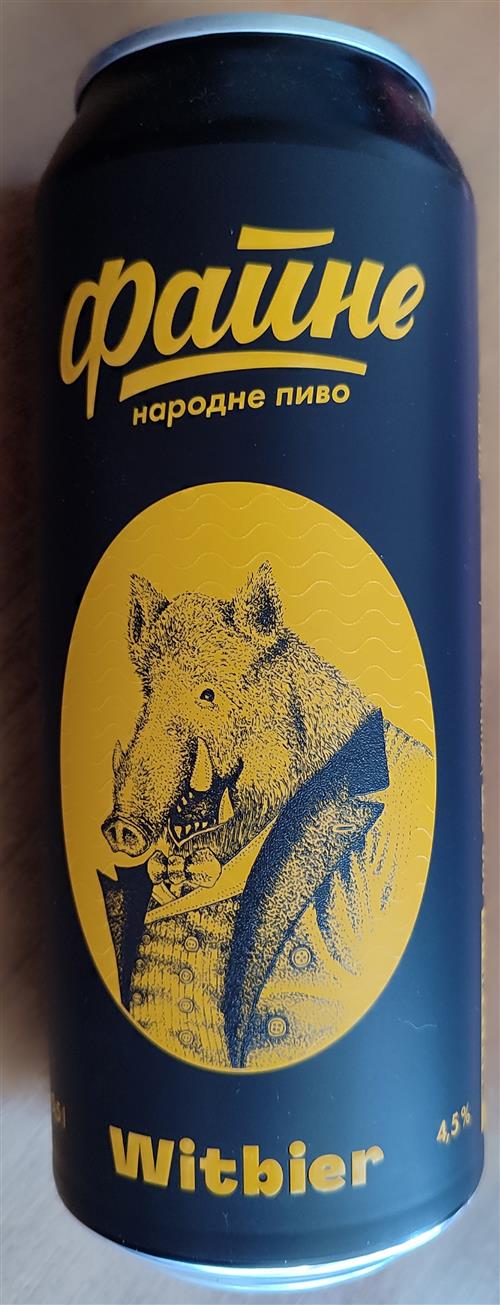 Файне
народне пиво
4,5%
Witbier